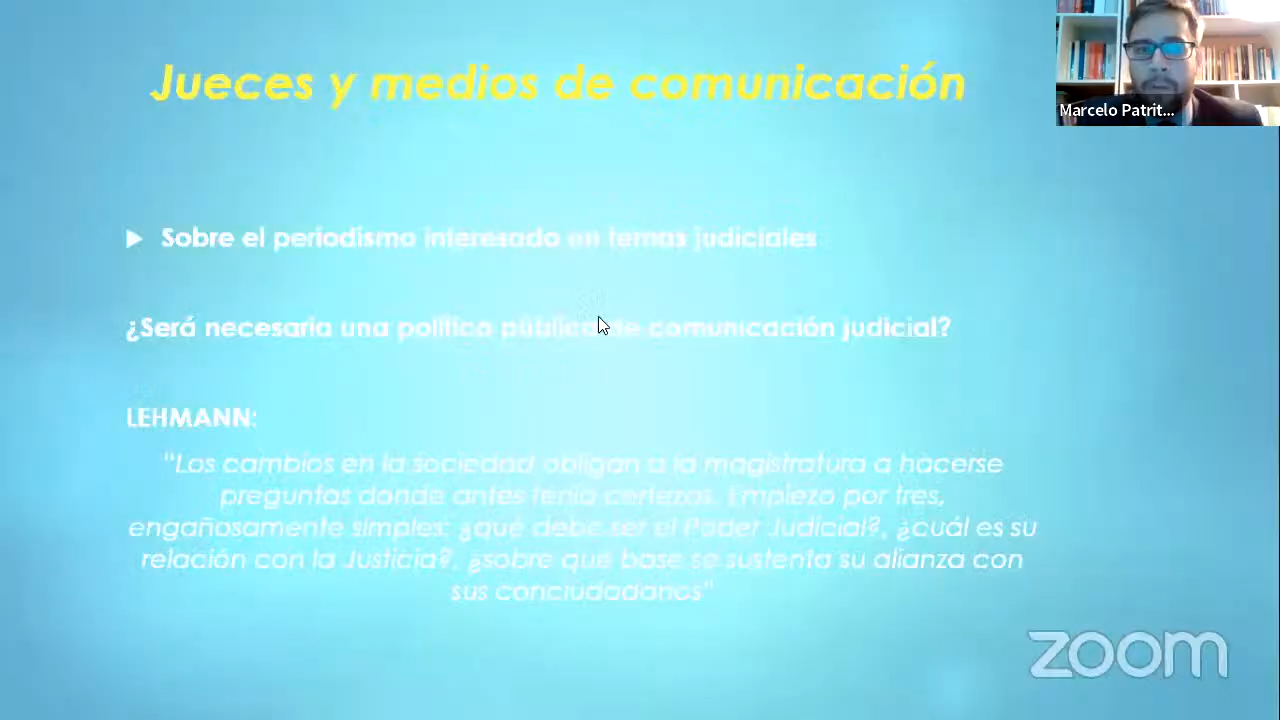 Jueces y medios de comunicación
Marcelo Patrit...
Sobre el periodismo interesado en temas judiciales
¿Será necesaria una política pública de comunicación judicial?
LEHMANN:
"Los cambios en la sociedad obligan a la magistratura a hacerse
preguntas donde antes tenía certezas. Empiezo por tres,
engañosamente simples: ¿qué debe ser el Poder Judicial?, ¿cuál es su
relación con la Justicia?, ¿sobre que base se sustenta su alianza con
sus conciudadanos"
zoom